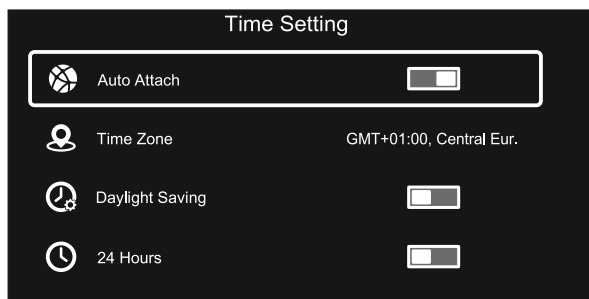 Time Setting
Auto Attach
Time Zone GMT+01:00, Central Eur.
Daylight Saving
24 Hours